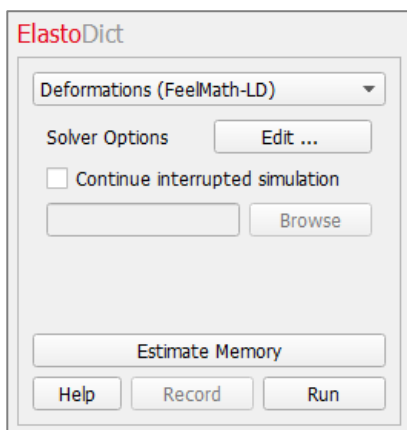 ElastoDict
Deformations (FeelMath-LD)
Solver Options Edit ...
Continue interrupted simulation
Browse
Estimate Memory
Help Record Run